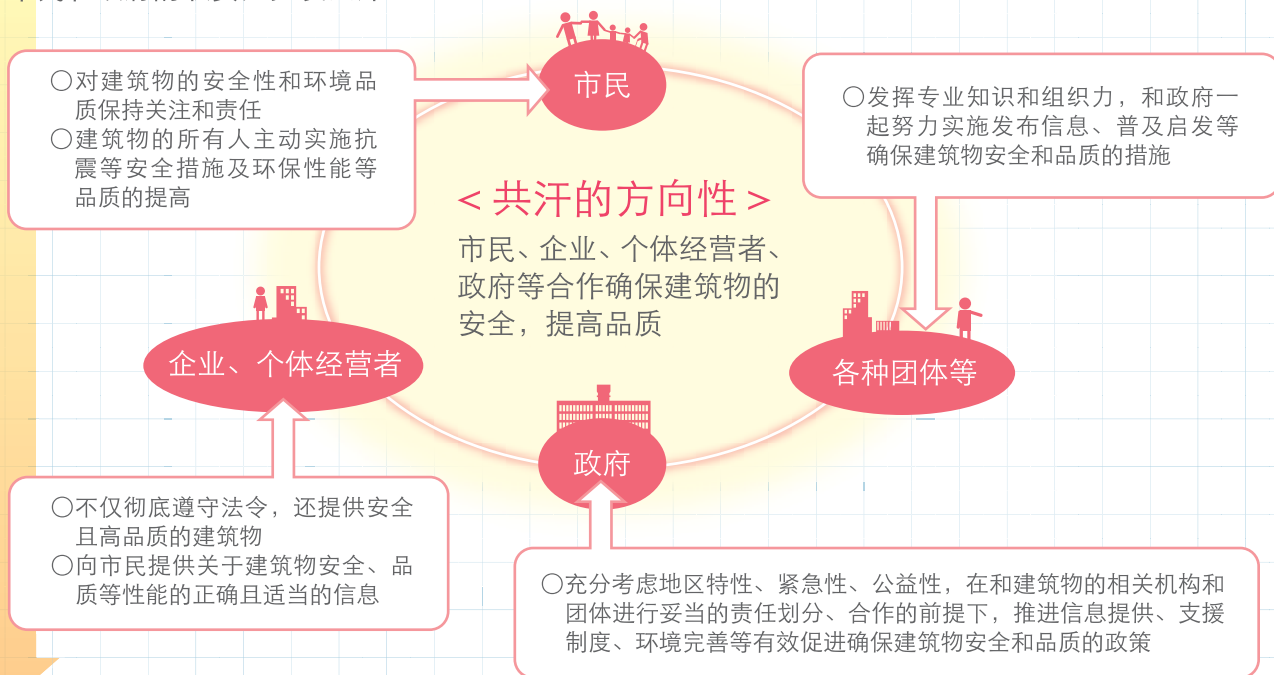 市民
○对建筑物的安全性和环境品
质保持关注和责任
○建筑物的所有人主动实施抗
震等安全措施及环保性能等
品质的提高
○发挥专业知识和组织力，和政府一
起努力实施发布信息、普及启发等
确保建筑物安全和品质的措施
＜共汗的方向性＞
市民、企业、个体经营者、
政府等合作确保建筑物的
安全，提高品质
企业、个体经营者
各种团体等
政府
○不仅彻底遵守法令，还提供安全
且高品质的建筑物
○向市民提供关于建筑物安全、品
质等性能的正确且适当的信息
○充分考虑地区特性、紧急性、公益性，在和建筑物的相关机构和
团体进行妥当的责任划分、合作的前提下，推进信息提供、支援
制度、环境完善等有效促进确保建筑物安全和品质的政策